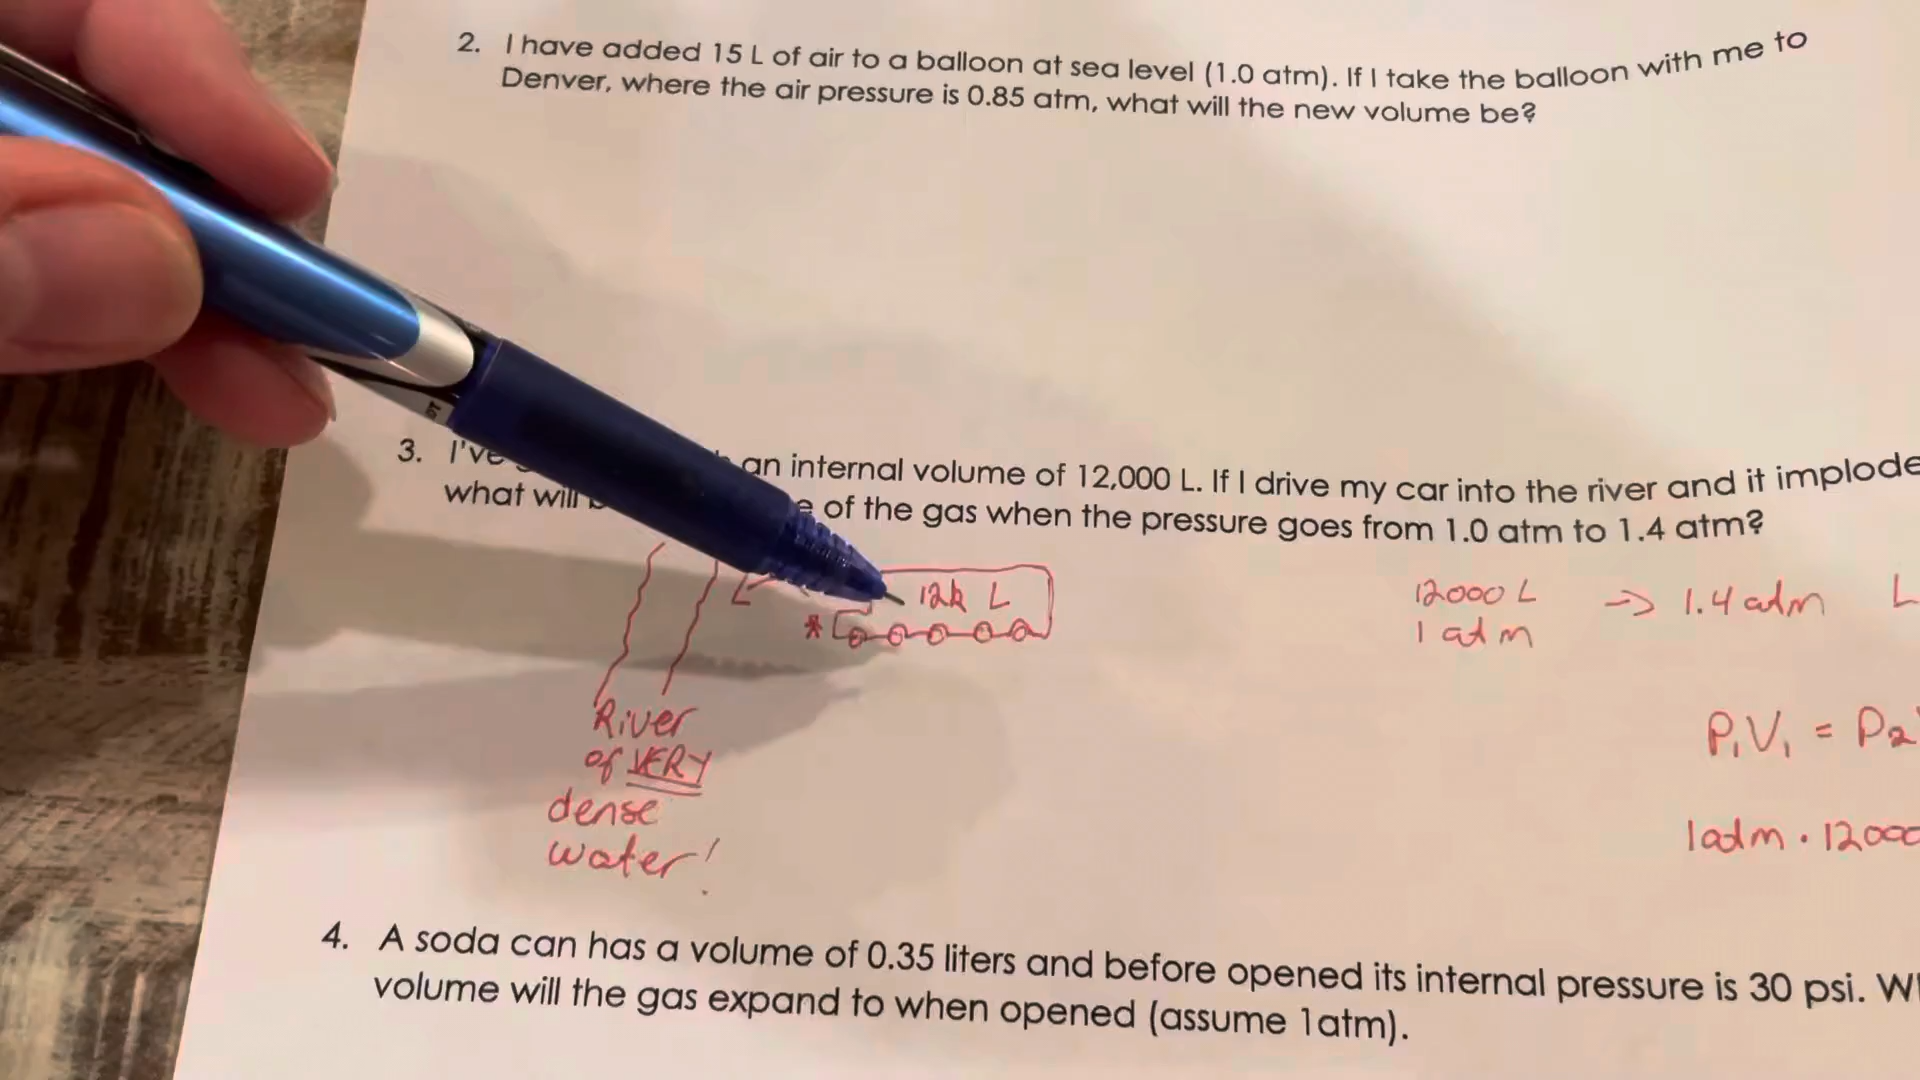 2. I have added 15 L of air to a balloon at sea level (1.0 atm). If I take the balloon with me to
Denver, where the air pressure is 0.85 atm, what will the new volume be?
3. I've an internal volume of 12,000 L. If I drive my car into the river and it implode
what will of the gas when the pressure goes from 1.0 atm to 1.4 atm?
12k L
*
12000 L → 1.4 atm L
1 atm
River
of VERY
dense
water!
P₁V₁ = P₂
1 atm · 12000
4. A soda can has a volume of 0.35 liters and before opened its internal pressure is 30 psi.
volume will the gas expand to when opened (assume 1atm).